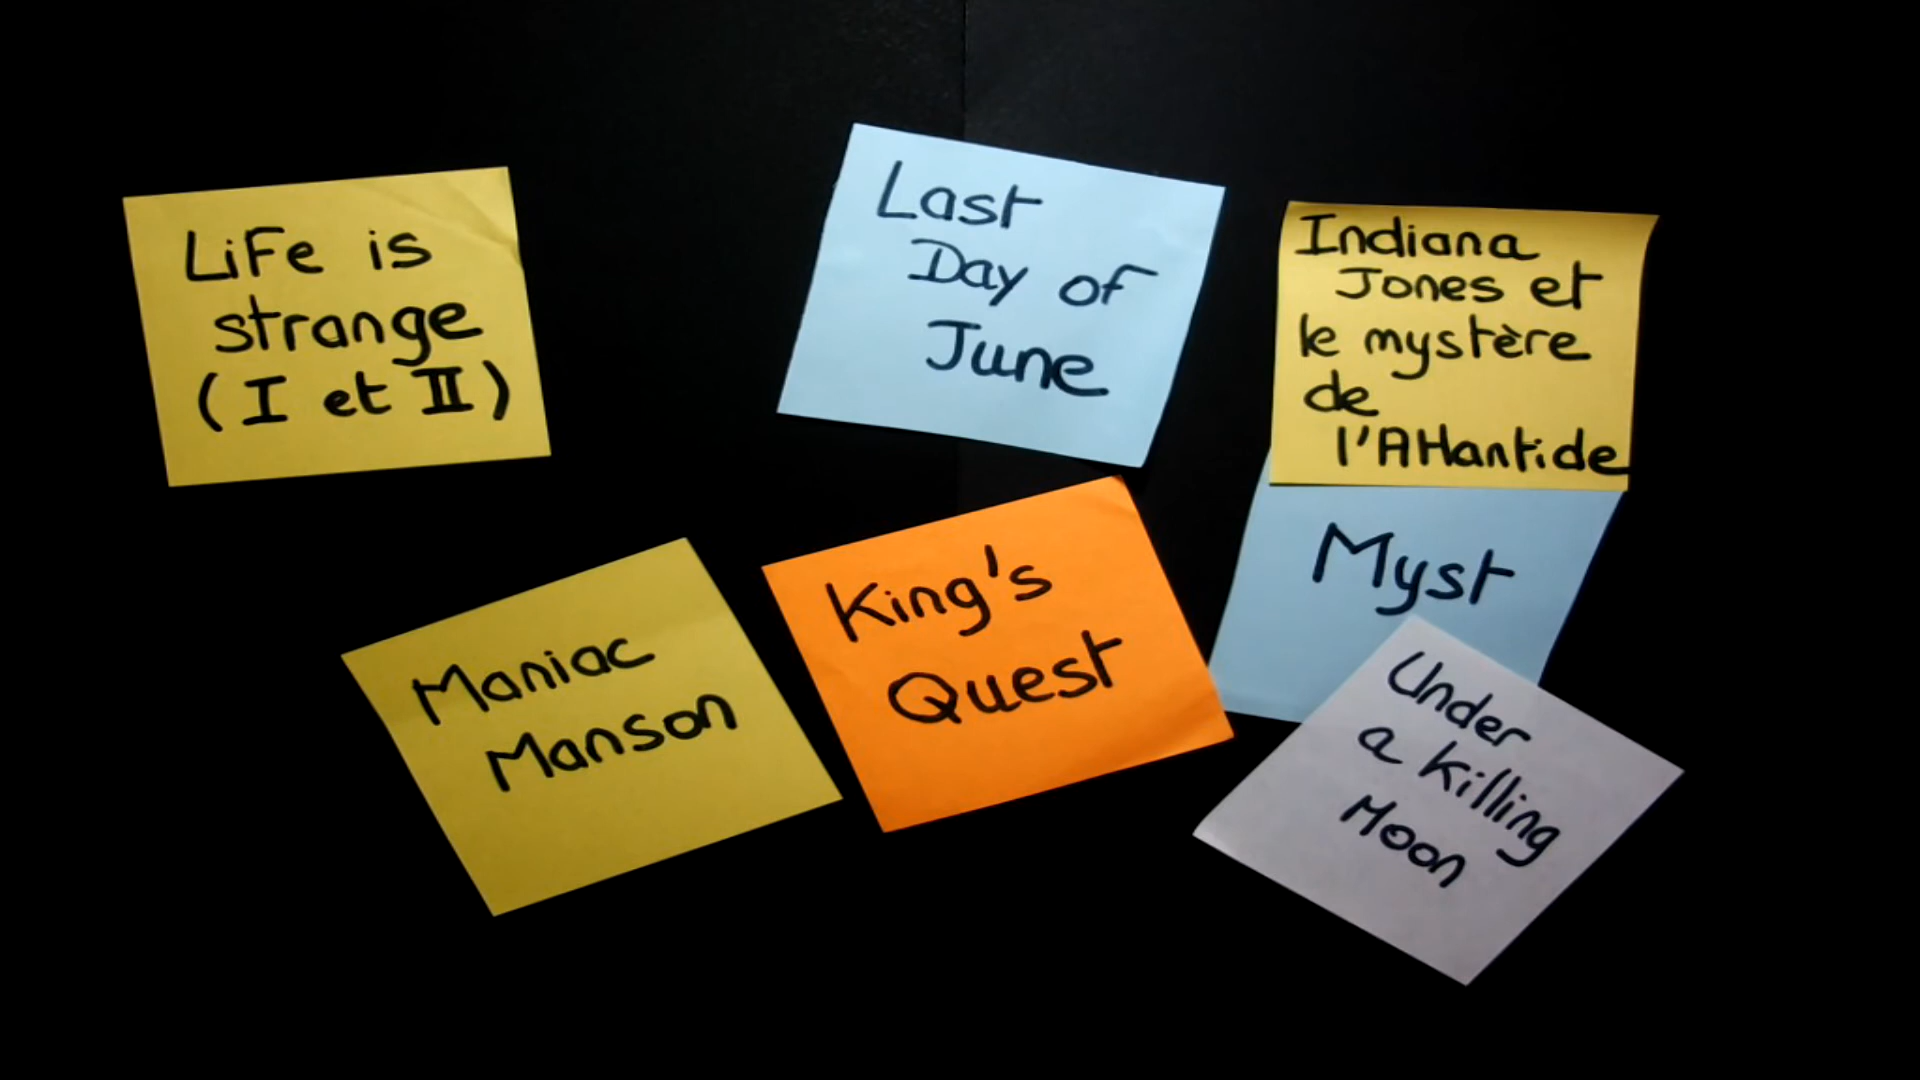 LiFe is
strange
(I et II)
Last
Day of
June
Indiana
Jones et
le mystère
de
l'Atlantide
Maniac
Manson
King's
Quest
Myst
Under
a killing
Moon